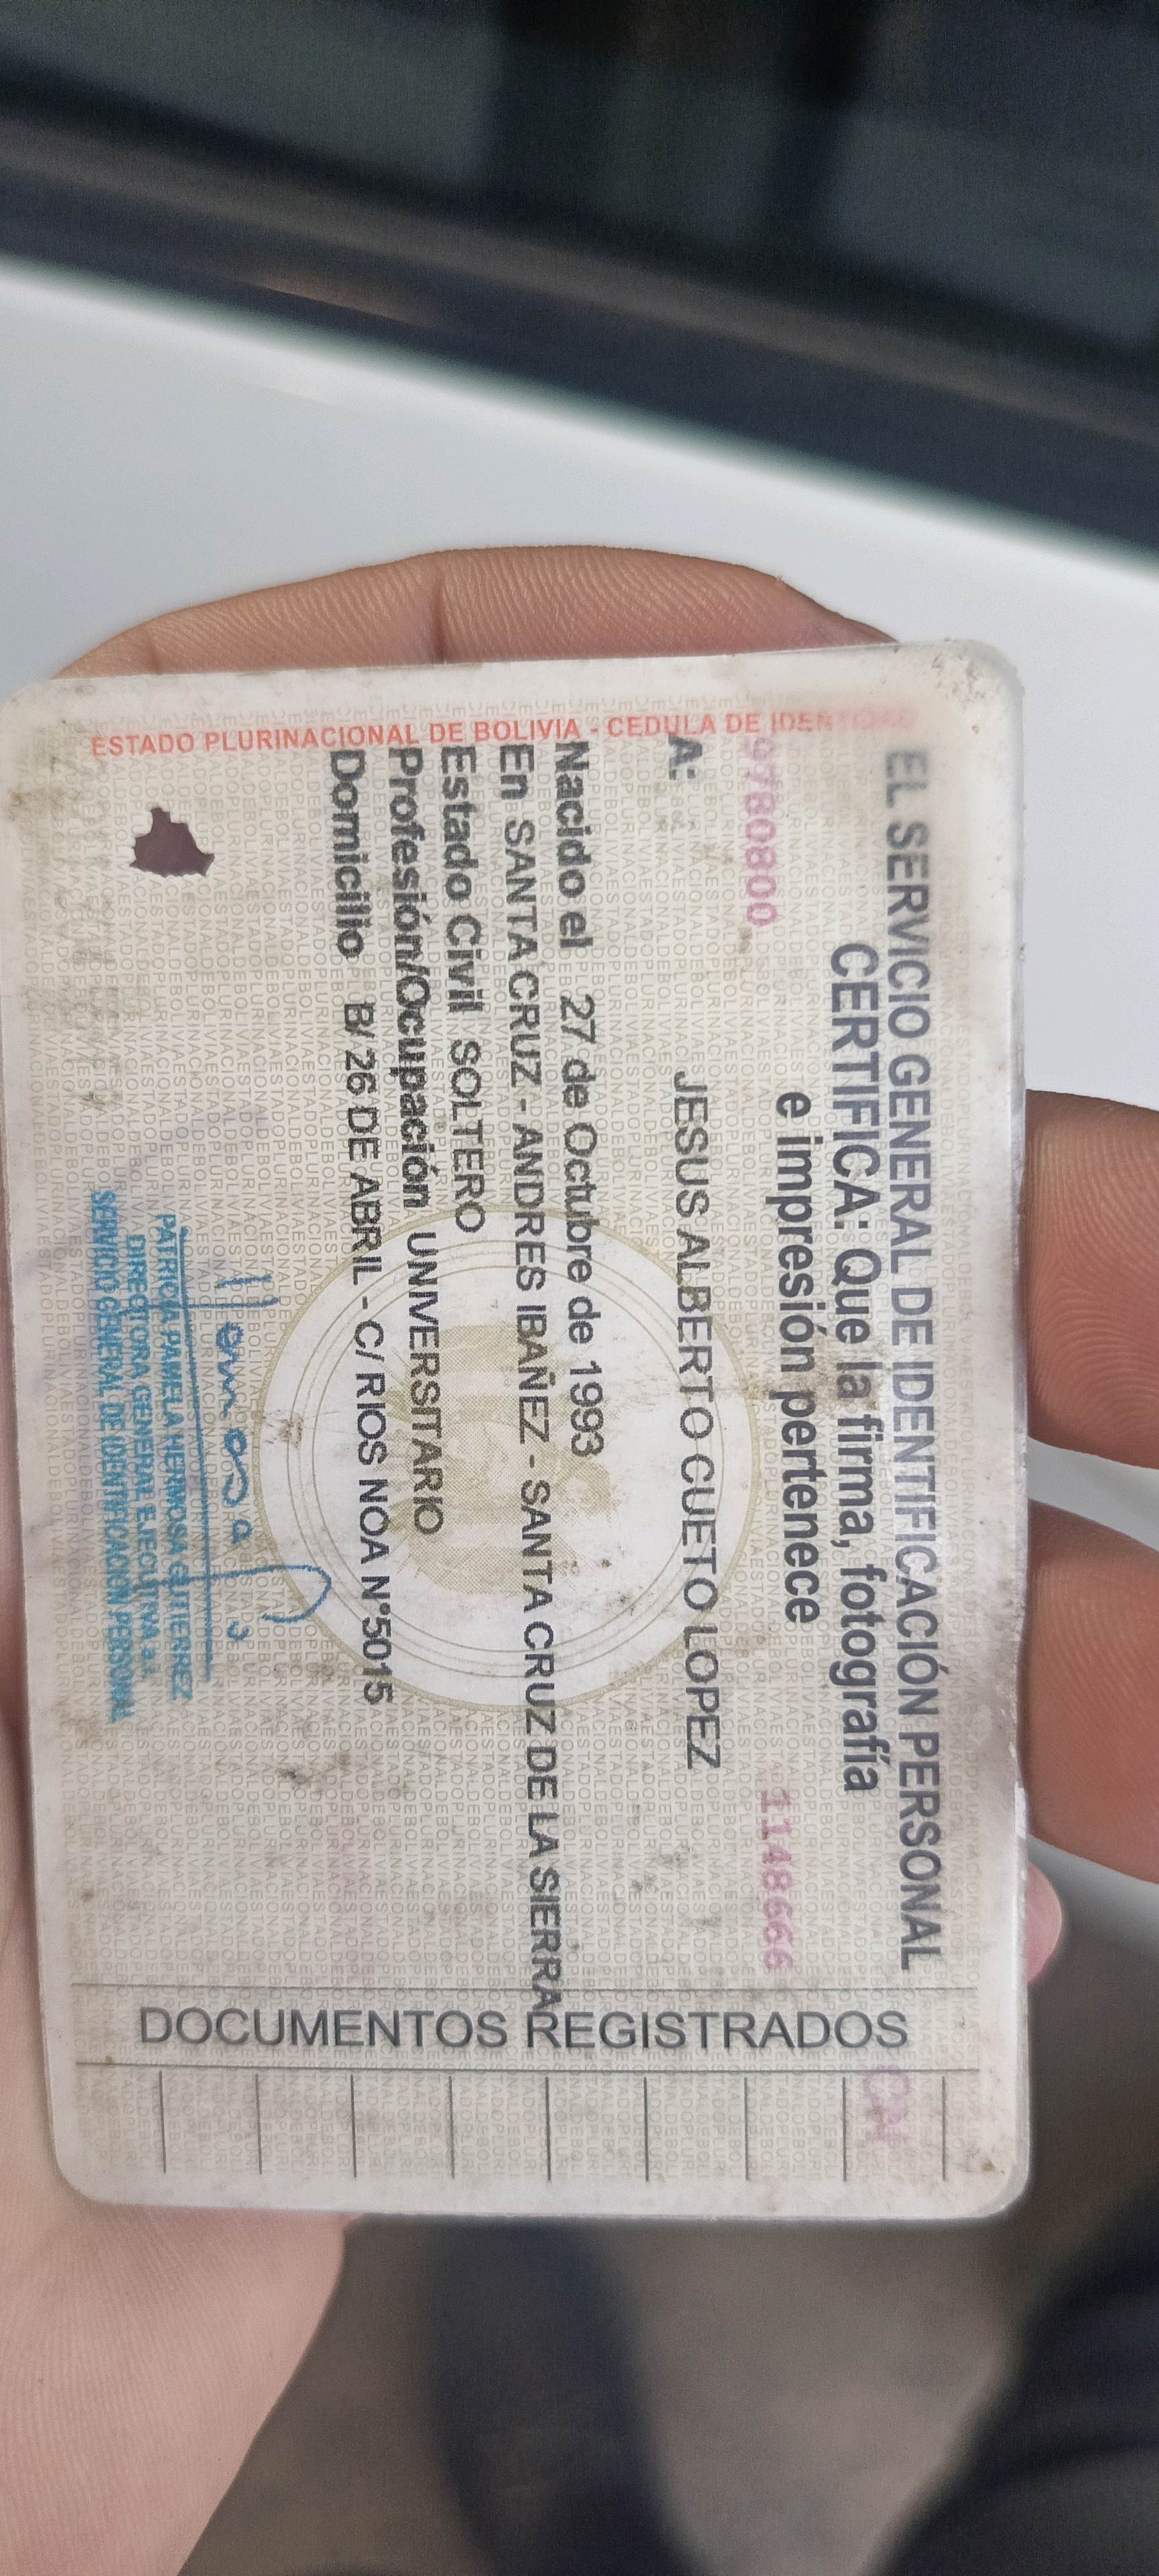 EL SERVICIO GENERAL DE IDENTIFICACIÓN PERSONAL
CERTIFICA: Que la firma, fotografía
e impresión pertenece
9780800 1148666
A: JESUS ALBERTO CUETO LOPEZ
Nacido el 27 de Octubre de 1993
En SANTA CRUZ - ANDRES IBAÑEZ - SANTA CRUZ DE LA SIERRA
Estado Civil SOLTERO
Profesión/Ocupación UNIVERSITARIO
Domicilio B/ 26 DE ABRIL - C/ RIOS NOA N°5015
PATRICIA PAMELA HERMOSA GUTIERREZ
DIRECTORA GENERAL EJECUTIVA a.i.
SERVICIO GENERAL DE IDENTIFICACION PERSONAL
ESTADO PLURINACIONAL DE BOLIVIA - CEDULA DE IDENTIDAD
DOCUMENTOS REGISTRADOS
CN